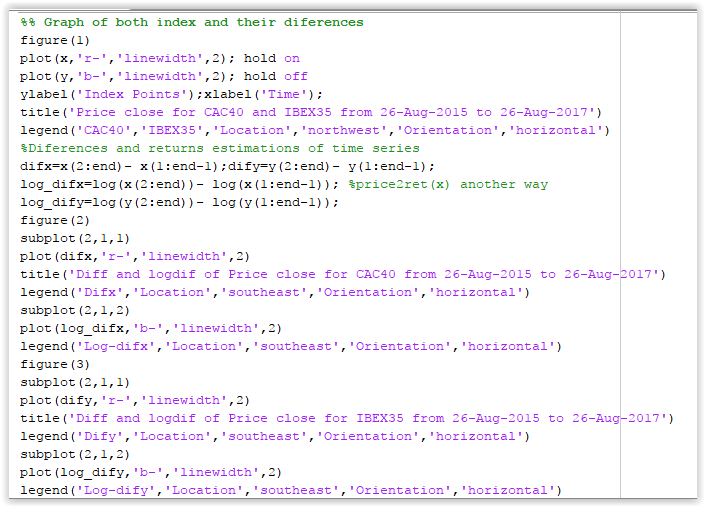 %% Graph of both index and their diferences
figure(1)
plot(x,'r-','linewidth',2); hold on
plot(y,'b-','linewidth',2); hold off
ylabel('Index Points');xlabel('Time');
title('Price close for CAC40 and IBEX35 from 26-Aug-2015 to 26-Aug-2017')
legend('CAC40','IBEX35','Location','northwest','Orientation','horizontal')
%Diferences and returns estimations of time series
difx=x(2:end)- x(1:end-1);dify=y(2:end)- y(1:end-1);
log_difx=log(x(2:end))- log(x(1:end-1)); %price2ret(x) another way
log_dify=log(y(2:end))- log(y(1:end-1));
figure(2)
subplot(2,1,1)
plot(difx,'r-','linewidth',2)
title('Diff and logdif of Price close for CAC40 from 26-Aug-2015 to 26-Aug-2017')
legend('Difx','Location','southeast','Orientation','horizontal')
subplot(2,1,2)
plot(log_difx,'b-','linewidth',2)
legend('Log-difx','Location','southeast','Orientation','horizontal')
figure(3)
subplot(2,1,1)
plot(dify,'r-','linewidth',2)
title('Diff and logdif of Price close for IBEX35 from 26-Aug-2015 to 26-Aug-2017')
legend('Dify','Location','southeast','Orientation','horizontal')
subplot(2,1,2)
plot(log_dify,'b-','linewidth',2)
legend('Log-dify','Location','southeast','Orientation','horizontal')